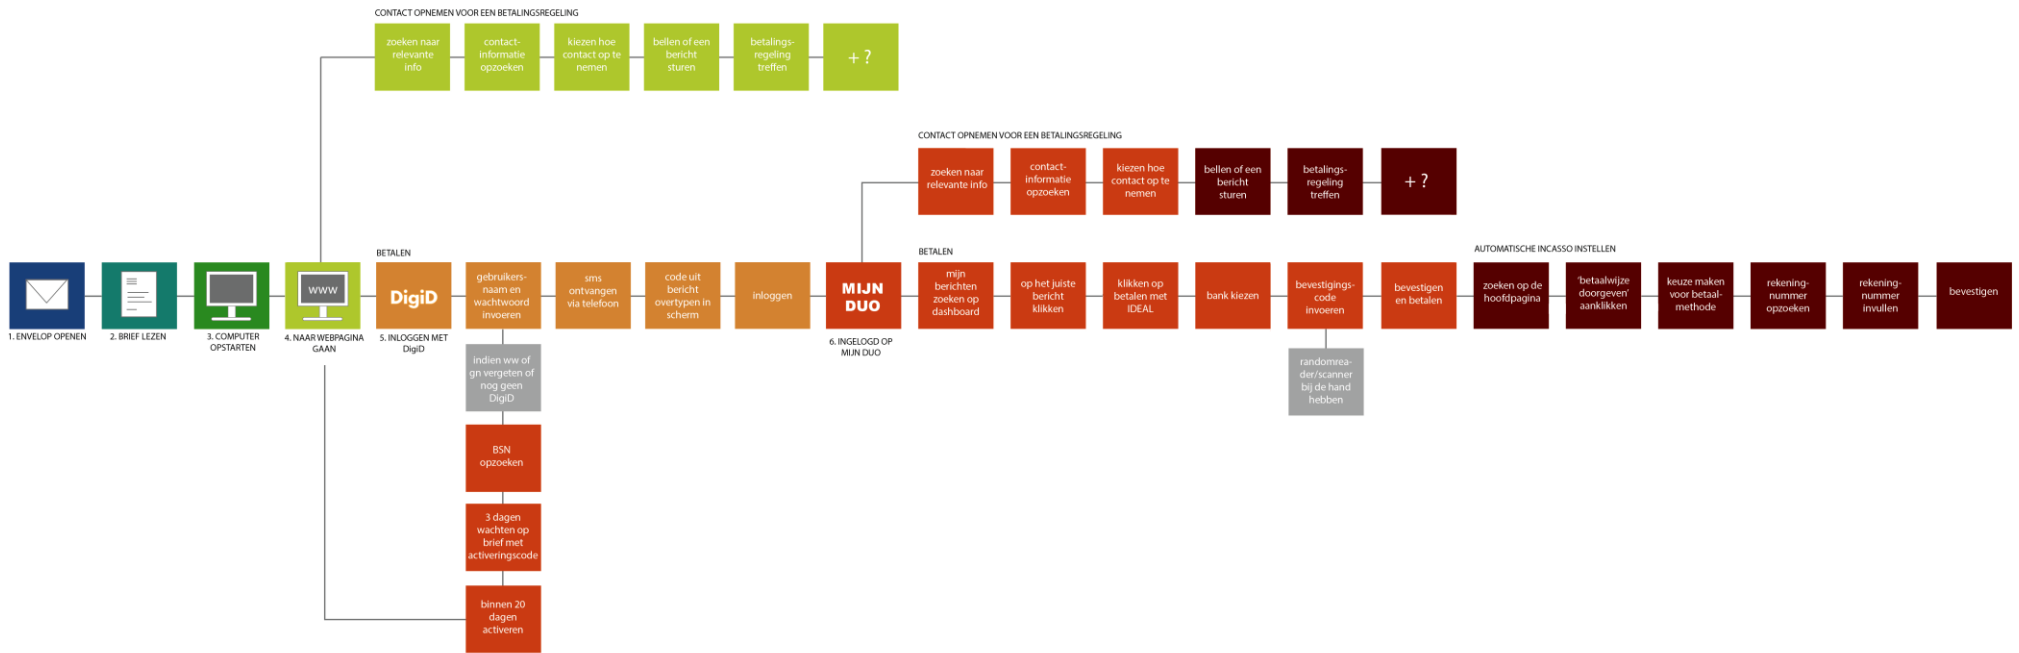 CONTACT OPNEMEN VOOR EEN BETALINGSREGELING
zoeken naar
relevante
info
contact-
informatie
opzoeken
kiezen hoe
contact op te
nemen
bellen of een
bericht
sturen
betalings-
regeling
treffen
+ ?
CONTACT OPNEMEN VOOR EEN BETALINGSREGELING
zoeken naar
relevante info
contact-
informatie
opzoeken
kiezen hoe
contact op te
nemen
bellen of een
bericht
sturen
betalings-
regeling
treffen
+ ?
1. ENVELOP OPENEN
2. BRIEF LEZEN
3. COMPUTER
OPSTARTEN
www
4. NAAR WEBPAGINA
GAAN
BETALEN
DigiD
5. INLOGGEN MET
DigiD
gebruikers-
naam en
wachtwoord
invoeren
sms
ontvangen
via telefoon
code uit
bericht
overtypen in
scherm
inloggen
MIJN
DUO
6. INGELOGD OP
MIJN DUO
BETALEN
mijn
berichten
zoeken op
dashboard
op het juiste
bericht
klikken
klikken op
betalen met
IDEAL
bank kiezen
bevestigings-
code
invoeren
bevestigen
en betalen
AUTOMATISCHE INCASSO INSTELLEN
zoeken op de
hoofdpagina
'betaalwijze
doorgeven'
aanklikken
keuze maken
voor betaal-
methode
rekening-
nummer
opzoeken
rekening-
nummer
invullen
bevestigen
indien ww of
gn vergeten of
nog geen
DigiD
randomrea-
der/scanner
bij de hand
hebben
BSN
opzoeken
3 dagen
wachten op
brief met
activeringscode
binnen 20
dagen
activeren